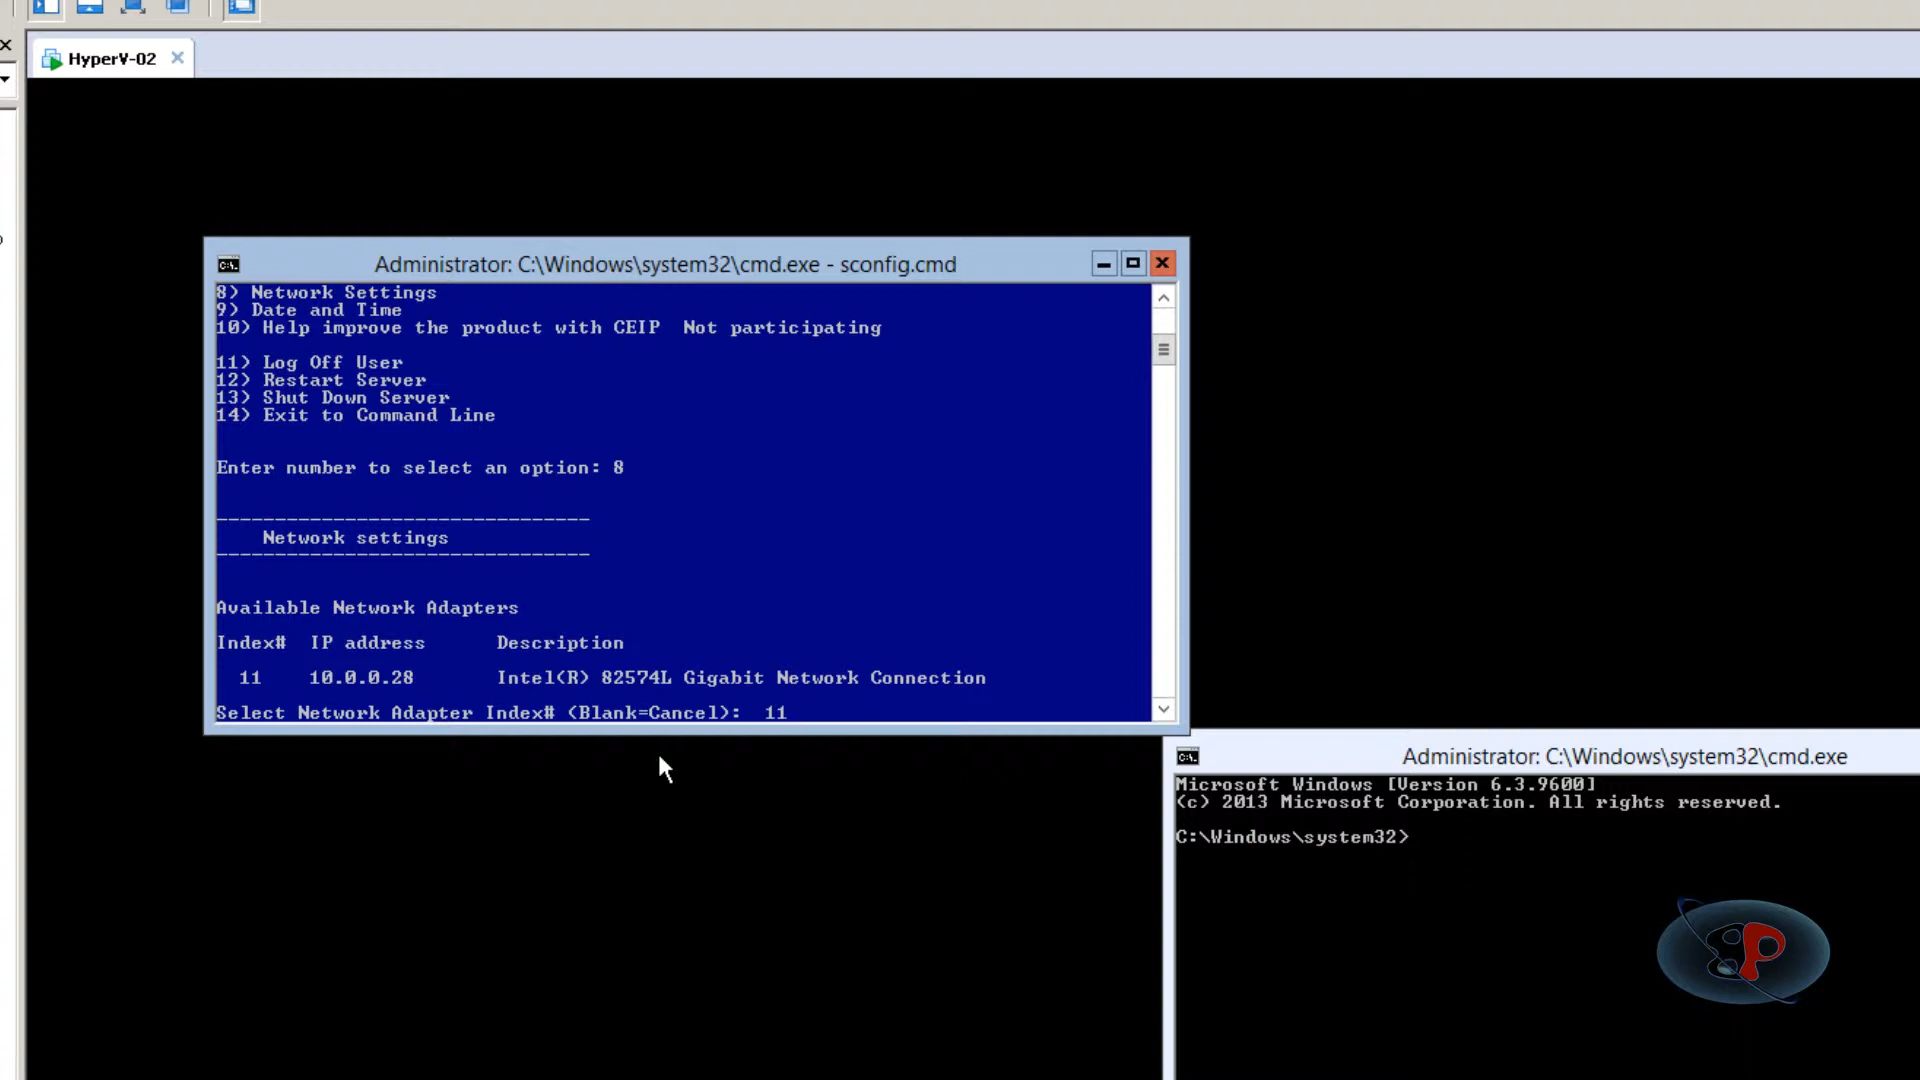 HyperV-02
Administrator: C:\Windows\system32\cmd.exe - sconfig.cmd
8) Network Settings
9) Date and Time
10) Help improve the product with CEIP  Not participating
11) Log Off User
12) Restart Server
13) Shut Down Server
14) Exit to Command Line
Enter number to select an option: 8
--------------------------------
Network settings
--------------------------------
Available Network Adapters
Index#  IP address  Description
11  10.0.0.28  Intel(R) 82574L Gigabit Network Connection
Select Network Adapter Index# (Blank=Cancel):  11
Administrator: C:\Windows\system32\cmd.exe
Microsoft Windows [Version 6.3.9600]
(c) 2013 Microsoft Corporation. All rights reserved.
C:\Windows\system32>
P